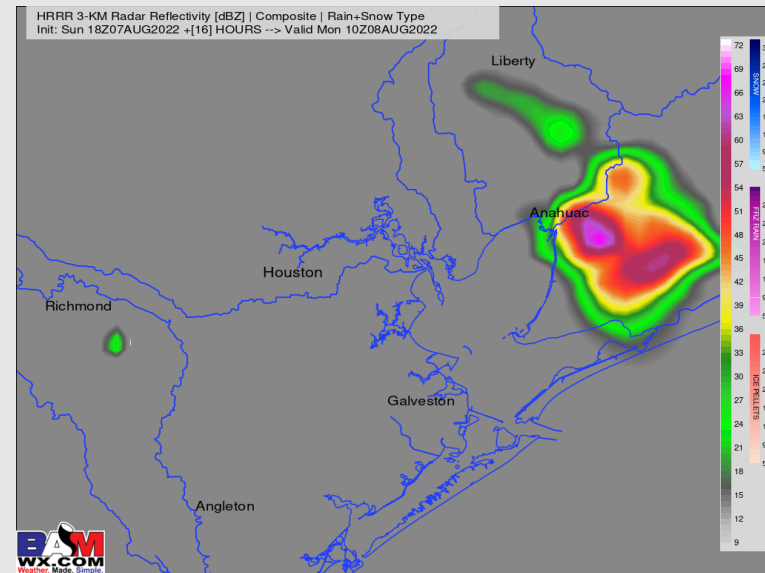 HRRR 3-KM Radar Reflectivity [dBZ] | Composite | Rain+Snow Type
Init: Sun 18Z07AUG2022 +[16] HOURS --> Valid Mon 10Z08AUG2022
Liberty
Anahuac
Houston
Richmond
Galveston
Angleton
72
69
66
63
60
57
54
51
48
45
42
39
36
33
30
27
24
21
18
15
12
9
SNOW
FRZ RAIN
ICE PELLETS
BAM
WX.COM
Weather. Made. Simple.